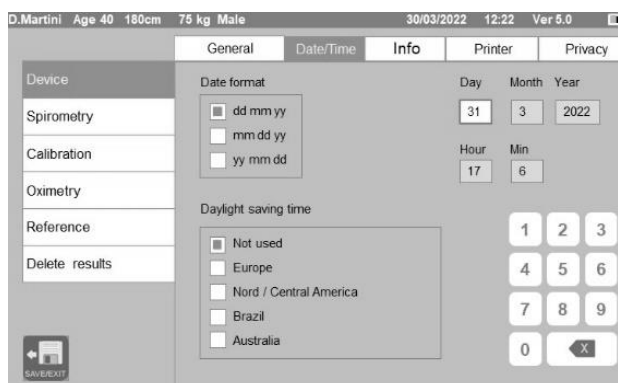 D.Martini Age 40 180cm 75 kg Male 30/03/2022 12:22 Ver 5.0
General Date/Time Info Printer Privacy
Device
Spirometry
Calibration
Oximetry
Reference
Delete results
Date format
dd mm yy
mm dd yy
yy mm dd
Day Month Year
31 3 2022
Hour Min
17 6
Daylight saving time
Not used
Europe
Nord / Central America
Brazil
Australia
1 2 3
4 5 6
7 8 9
0 X
SAVE/EXIT